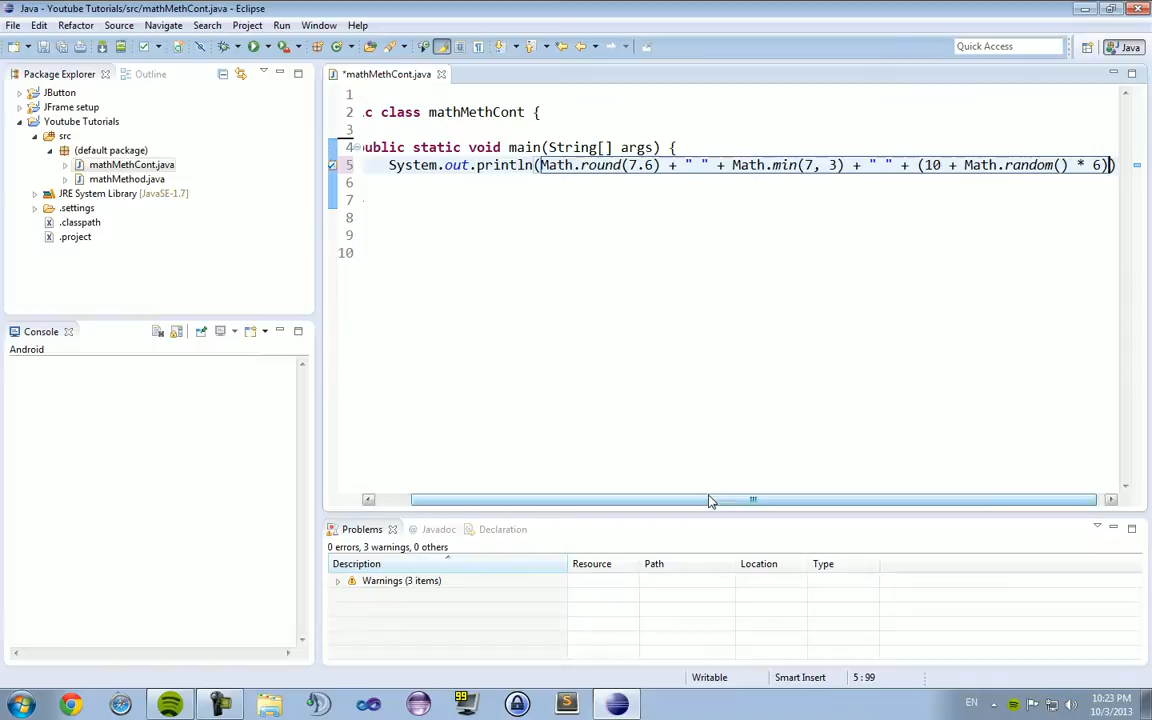 Java - Youtube Tutorials/src/mathMethCont.java - Eclipse
File Edit Refactor Source Navigate Search Project Run Window Help
Quick Access
Java
Package Explorer
Outline
*mathMethCont.java
JButton
JFrame setup
Youtube Tutorials
src
(default package)
mathMethCont.java
mathMethod.java
JRE System Library [JavaSE-1.7]
.settings
.classpath
.project
1
2 c class mathMethCont {
3
4 public static void main(String[] args) {
5 System.out.println(Math.round(7.6) + " " + Math.min(7, 3) + " " + (10 + Math.random() * 6))
6
7
8
9
10
Console
Android
Problems @ Javadoc Declaration
0 errors, 3 warnings, 0 others
Description Resource Path Location Type
Warnings (3 items)
Writable Smart Insert 5 : 99
99
EN
10:23 PM
10/3/2013